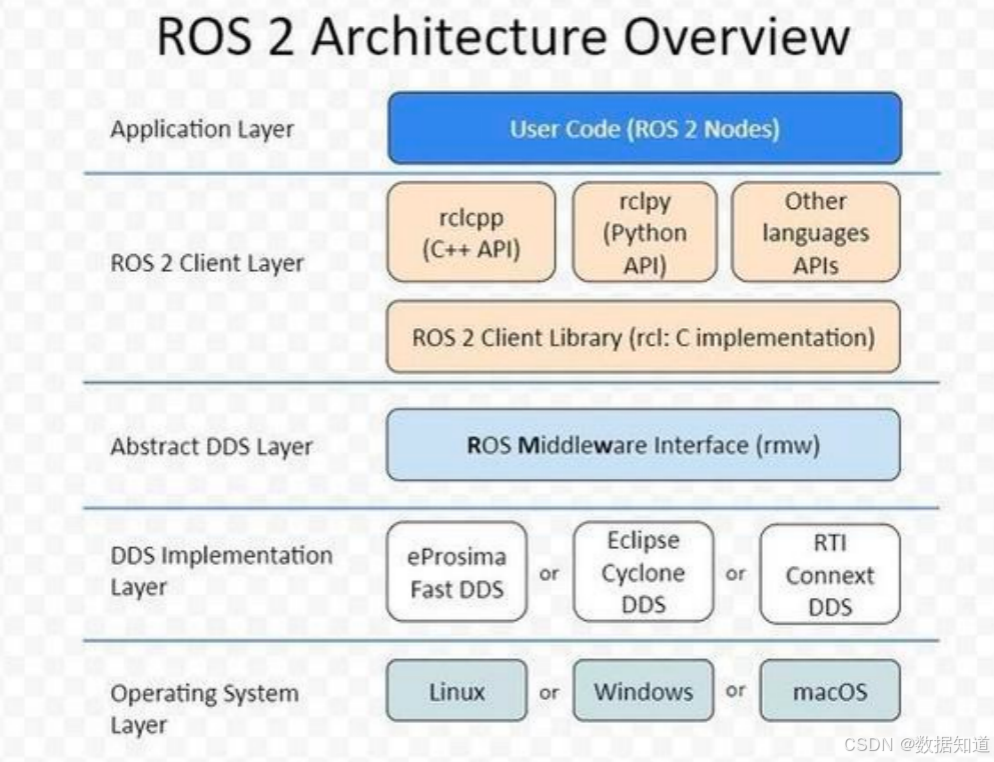 ROS 2 Architecture Overview
Application Layer
User Code (ROS 2 Nodes)
ROS 2 Client Layer
rclcpp
(C++ API)
rclpy
(Python
API)
Other
languages
APIs
ROS 2 Client Library (rcl: C implementation)
Abstract DDS Layer
ROS Middleware Interface (rmw)
DDS Implementation
Layer
eProsima
Fast DDS
or
Eclipse
Cyclone
DDS
or
RTI
Connext
DDS
Operating System
Layer
Linux
or
Windows
or
macOS
CSDN @数据知道